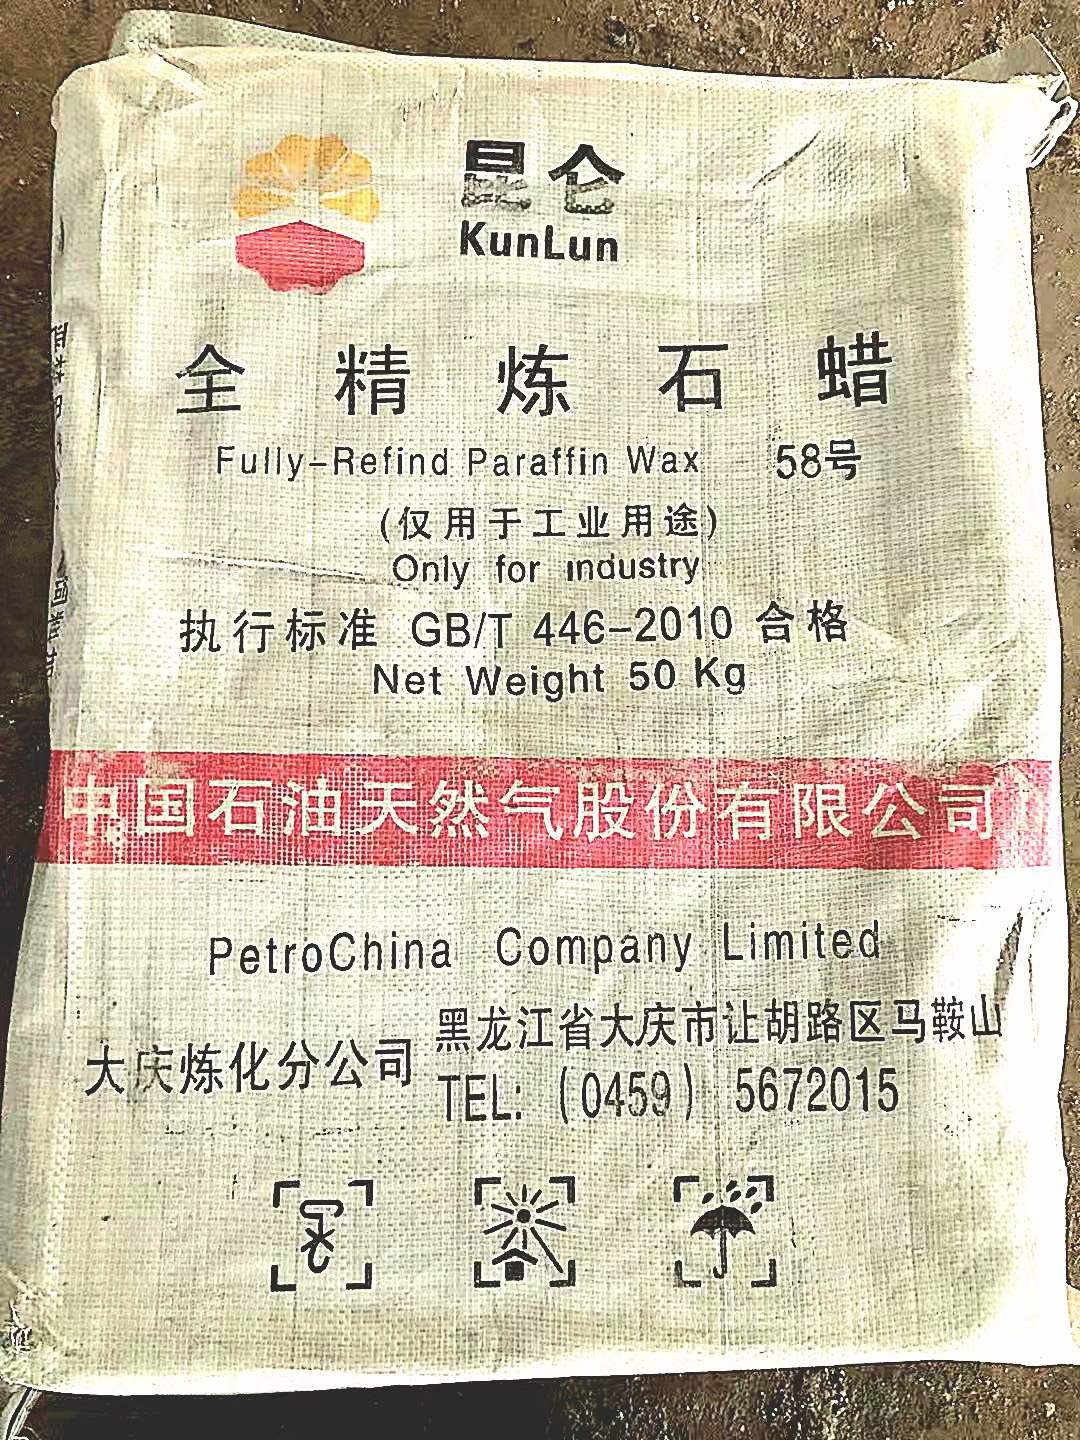 昆仑
KunLun
全精炼石蜡
Fully-Refind Paraffin Wax 58号
(仅用于工业用途)
Only for industry
执行标准 GB/T 446-2010 合格
Net Weight 50 Kg
中国石油天然气股份有限公司
PetroChina Company Limited
大庆炼化分公司
黑龙江省大庆市让胡路区马鞍山
TEL: (0459) 5672015